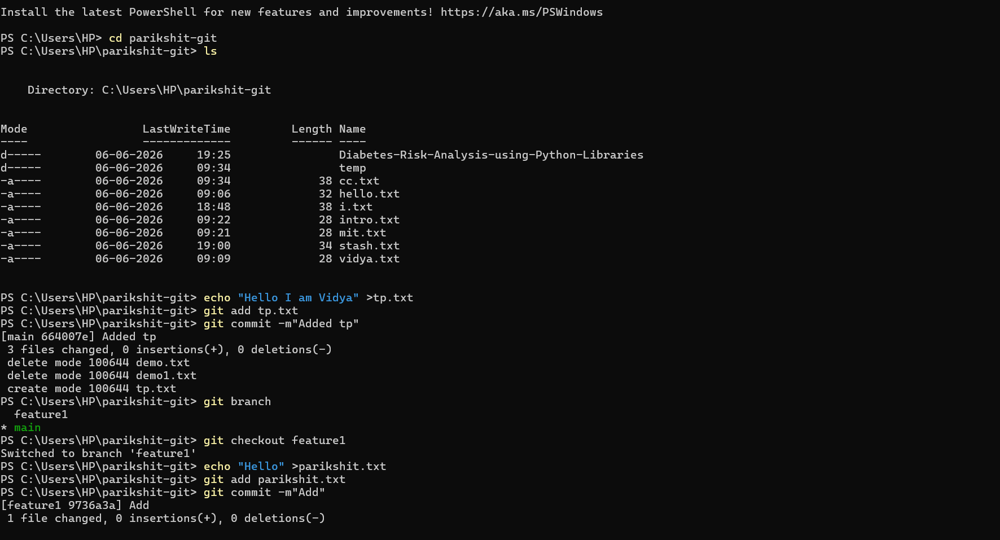 Install the latest PowerShell for new features and improvements! https://aka.ms/PSWindows
PS C:\Users\HP> cd parikshit-git
PS C:\Users\HP\parikshit-git> ls
    Directory: C:\Users\HP\parikshit-git
Mode                 LastWriteTime         Length Name
----                 -------------         ------ ----
d-----        06-06-2026     19:25                Diabetes-Risk-Analysis-using-Python-Libraries
d-----        06-06-2026     09:34                temp
-a----        06-06-2026     09:34             38 cc.txt
-a----        06-06-2026     09:06             32 hello.txt
-a----        06-06-2026     18:48             38 i.txt
-a----        06-06-2026     09:22             28 intro.txt
-a----        06-06-2026     09:21             28 mit.txt
-a----        06-06-2026     19:00             34 stash.txt
-a----        06-06-2026     09:09             28 vidya.txt
PS C:\Users\HP\parikshit-git> echo "Hello I am Vidya" >tp.txt
PS C:\Users\HP\parikshit-git> git add tp.txt
PS C:\Users\HP\parikshit-git> git commit -m"Added tp"
[main 664007e] Added tp
 3 files changed, 0 insertions(+), 0 deletions(-)
 delete mode 100644 demo.txt
 delete mode 100644 demo1.txt
 create mode 100644 tp.txt
PS C:\Users\HP\parikshit-git> git branch
  feature1
* main
PS C:\Users\HP\parikshit-git> git checkout feature1
Switched to branch 'feature1'
PS C:\Users\HP\parikshit-git> echo "Hello" >parikshit.txt
PS C:\Users\HP\parikshit-git> git add parikshit.txt
PS C:\Users\HP\parikshit-git> git commit -m"Add"
[feature1 9736a3a] Add
 1 file changed, 0 insertions(+), 0 deletions(-)